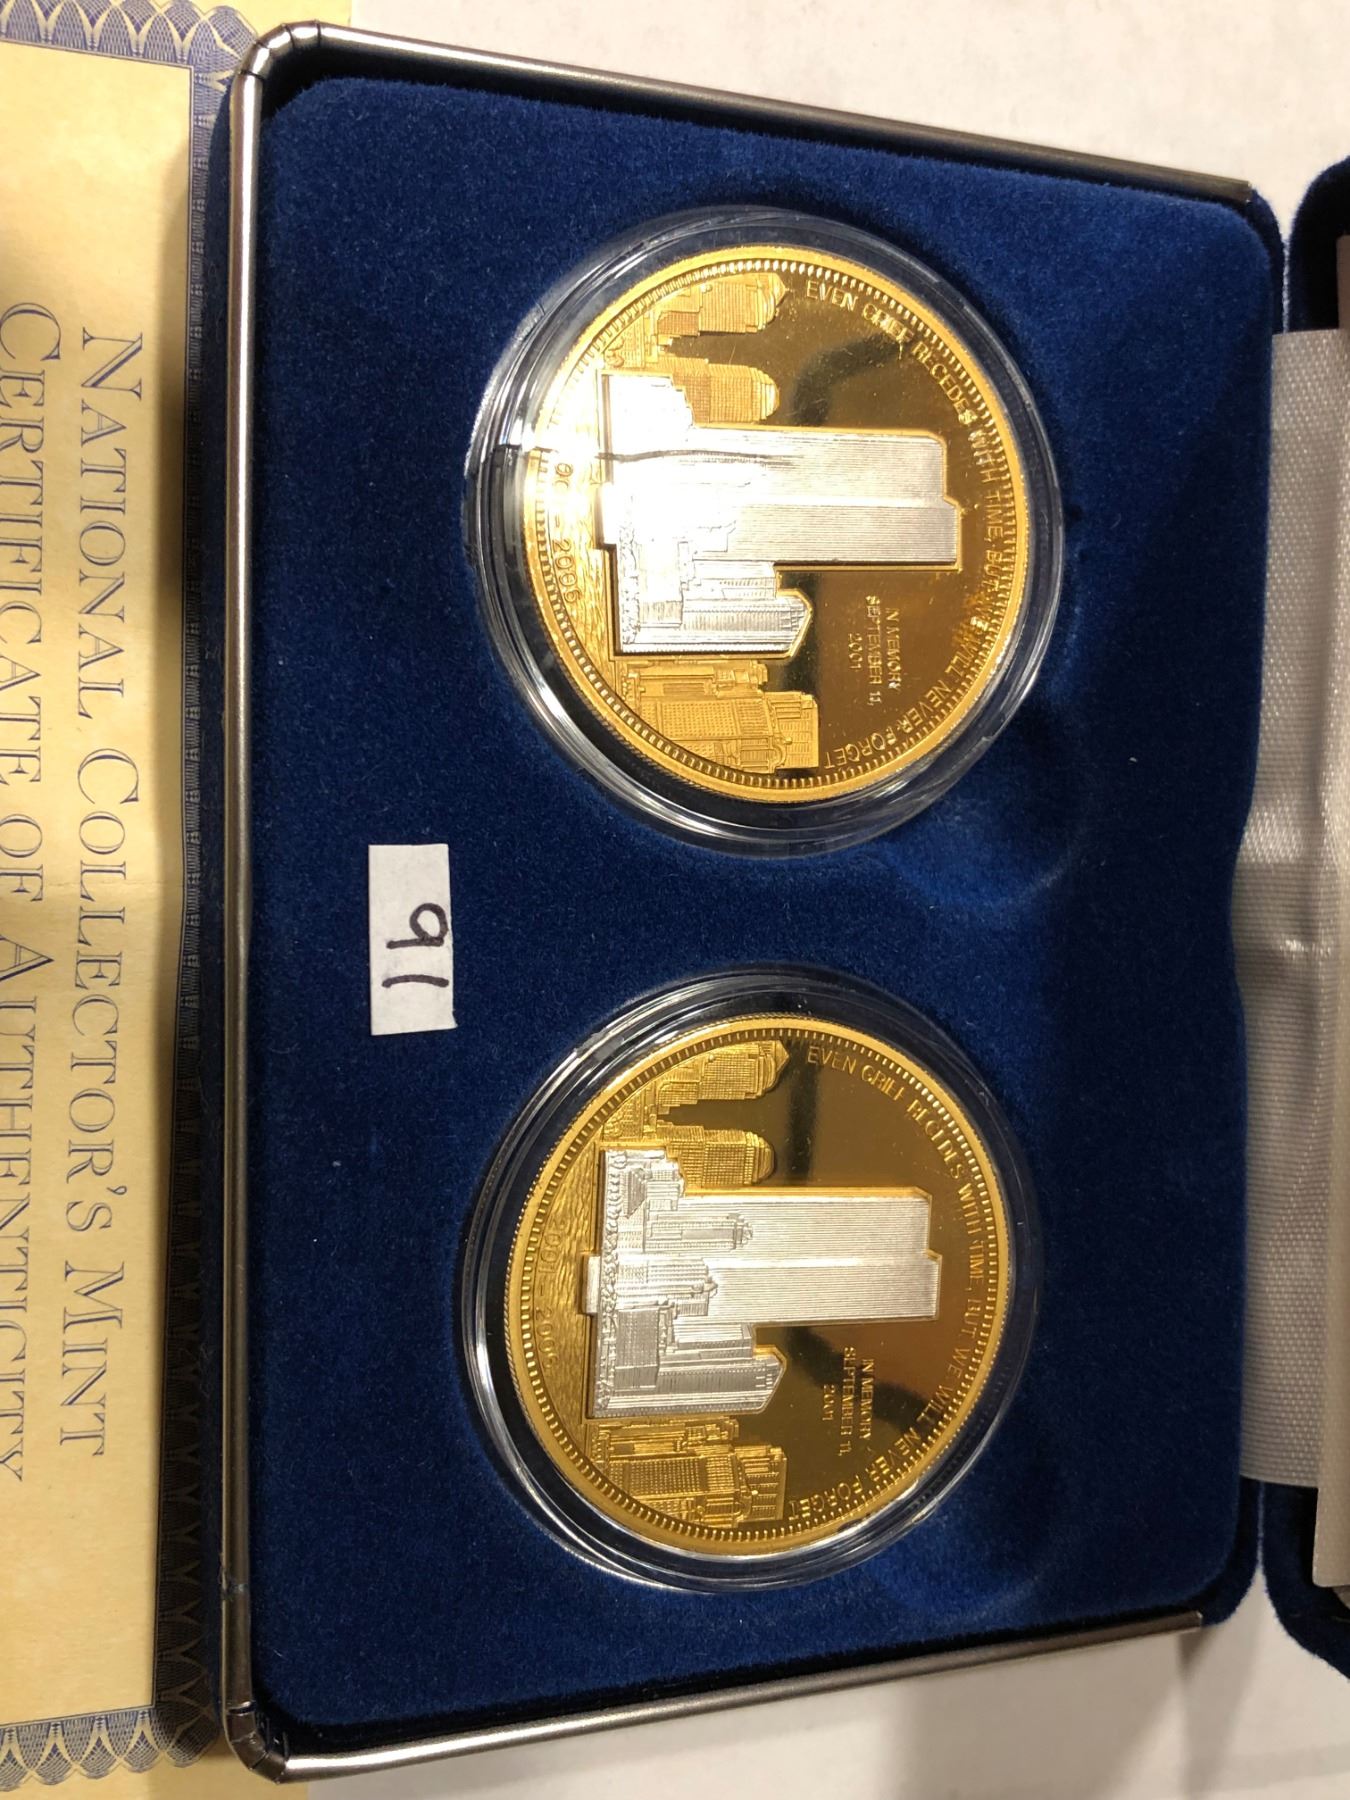 NATIONAL COLLECTOR'S MINT
CERTIFICATE OF AUTHENTICITY
EVEN GRIEF RECEDES WITH TIME, BUT WE WILL NEVER FORGET
IN MEMORY
SEPTEMBER 11,
2001
– 2006
91
EVEN GRIEF RECEDES WITH TIME, BUT WE WILL NEVER FORGET
IN MEMORY
SEPTEMBER 11,
2001
2001–2006